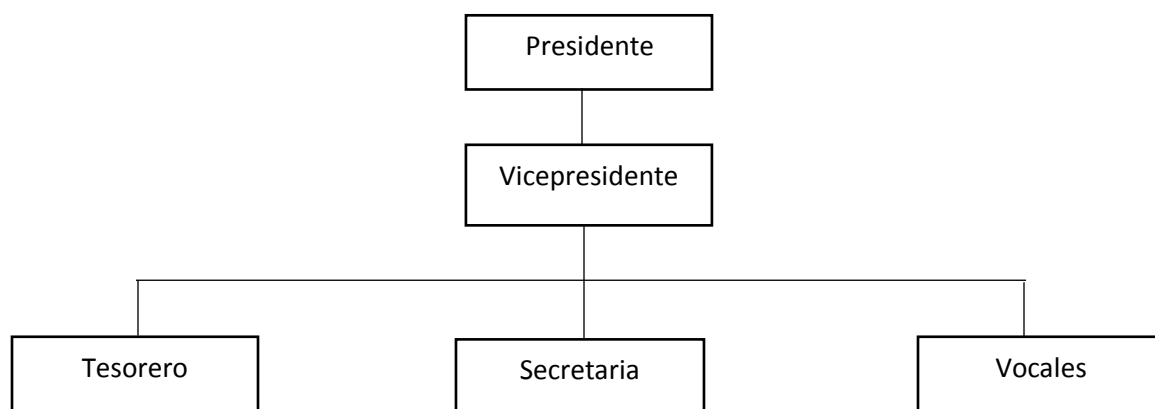 Presidente
Vicepresidente
Tesorero
Secretaria
Vocales